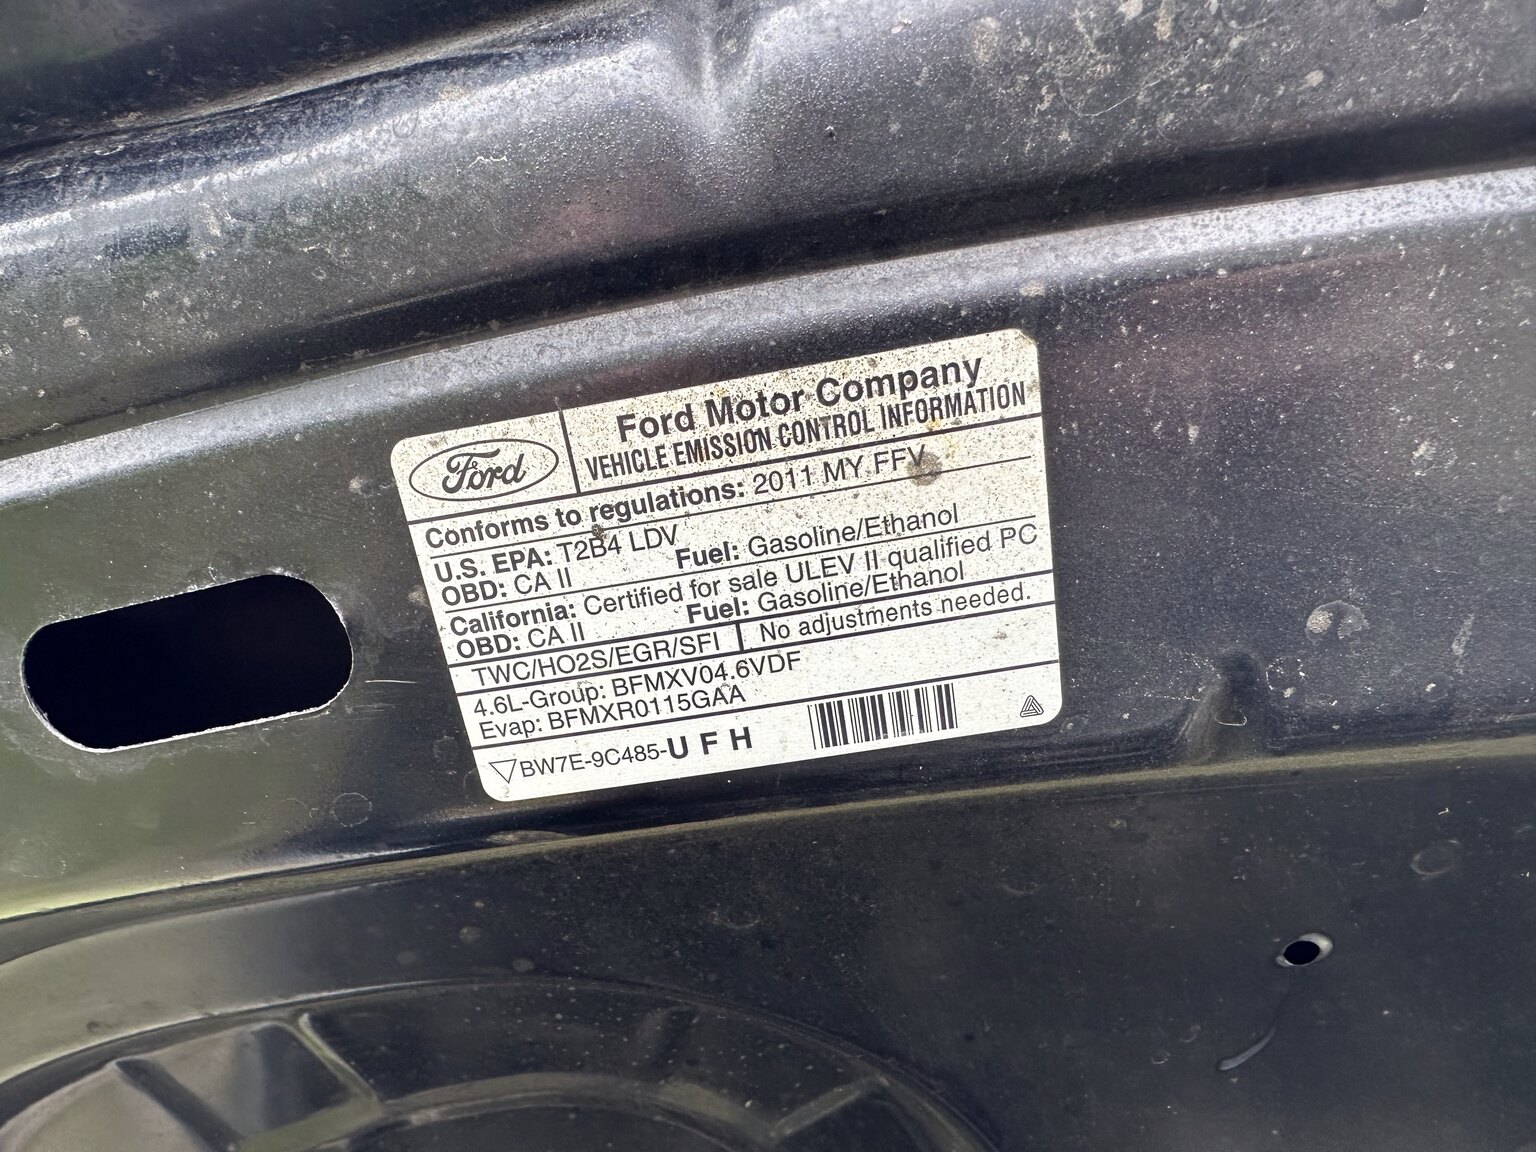 Ford
Ford Motor Company
VEHICLE EMISSION CONTROL INFORMATION
Conforms to regulations: 2011 MY FFV
U.S. EPA: T2B4 LDV
OBD: CA II Fuel: Gasoline/Ethanol
California: Certified for sale ULEV II qualified PC
OBD: CA II Fuel: Gasoline/Ethanol
TWC/HO2S/EGR/SFI No adjustments needed.
4.6L-Group: BFMXV04.6VDF
Evap: BFMXR0115GAA
BW7E-9C485-U F H